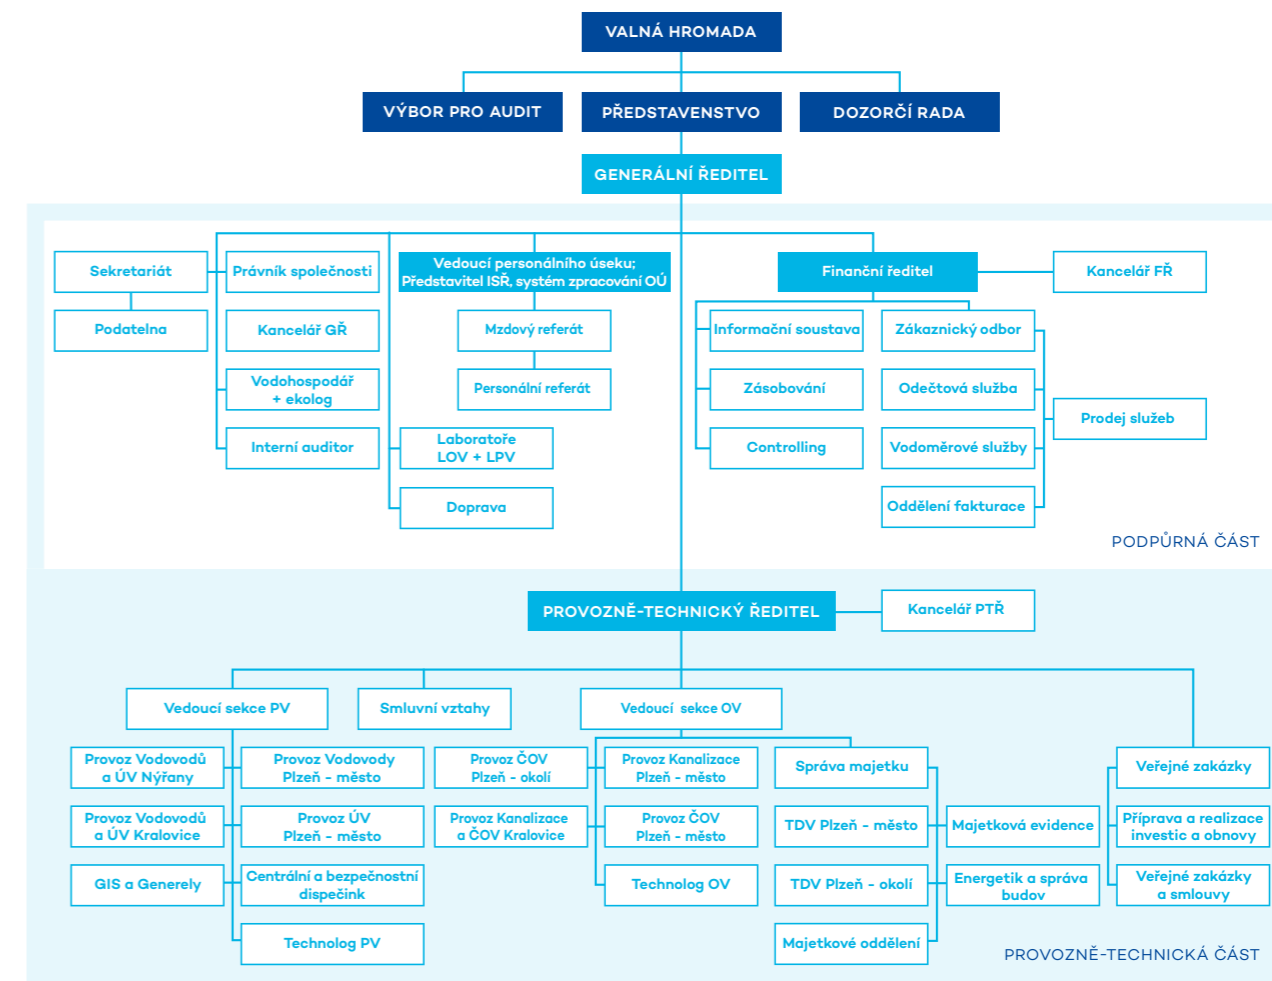 VALNÁ HROMADA
VÝBOR PRO AUDIT
PŘEDSTAVENSTVO
DOZORČÍ RADA
GENERÁLNÍ ŘEDITEL
Sekretariát
Podatelna
Právník společnosti
Kancelář GŘ
Vodohospodář
+ ekolog
Interní auditor
Vedoucí personálního úseku;
Představitel ISŘ, systém zpracování OÚ
Mzdový referát
Personální referát
Laboratoře
LOV + LPV
Doprava
Finanční ředitel
Kancelář FŘ
Informační soustava
Zásobování
Controlling
Zákaznický odbor
Odečtová služba
Vodoměrové služby
Oddělení fakturace
Prodej služeb
PODPŮRNÁ ČÁST
PROVOZNĚ-TECHNICKÝ ŘEDITEL
Kancelář PTŘ
Vedoucí sekce PV
Smluvní vztahy
Vedoucí sekce OV
Provoz Vodovodů
a ÚV Nýřany
Provoz Vodovodů
a ÚV Kralovice
GIS a Generely
Provoz Vodovody
Plzeň - město
Provoz ÚV
Plzeň - město
Centrální a bezpečnostní
dispečink
Technolog PV
Provoz ČOV
Plzeň - okolí
Provoz Kanalizace
a ČOV Kralovice
Provoz Kanalizace
Plzeň - město
Provoz ČOV
Plzeň - město
Technolog OV
Správa majetku
TDV Plzeň - město
TDV Plzeň - okolí
Majetkové oddělení
Majetková evidence
Energetik a správa
budov
Veřejné zakázky
Příprava a realizace
investic a obnovy
Veřejné zakázky
a smlouvy
PROVOZNĚ-TECHNICKÁ ČÁST